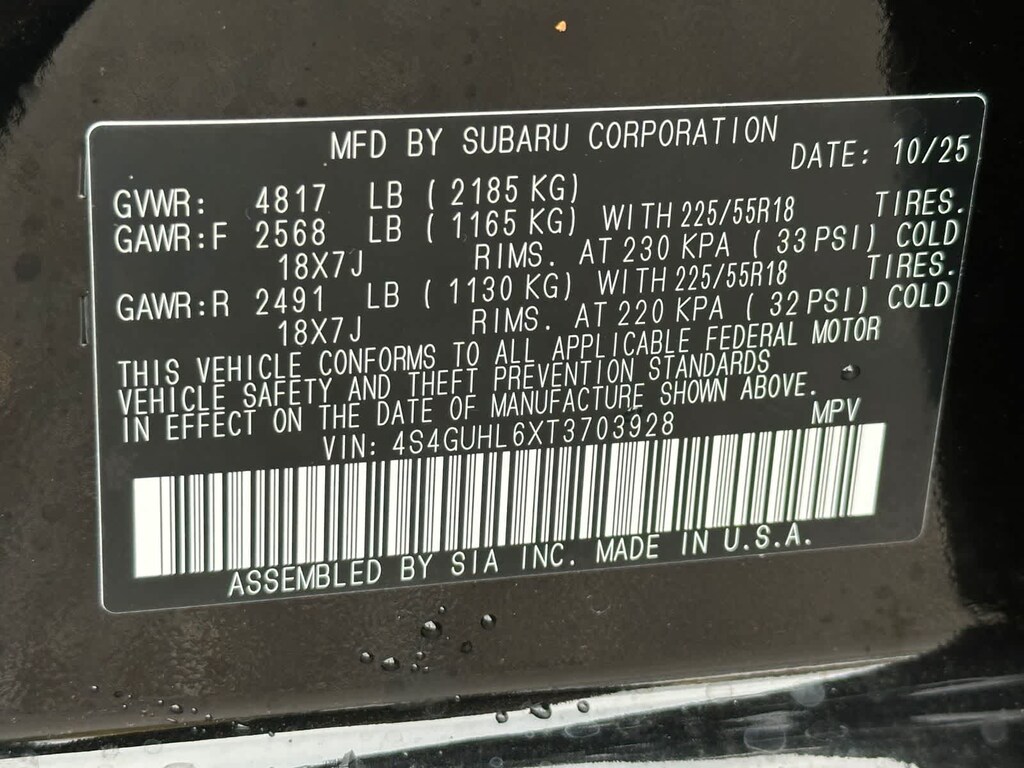 MFD BY SUBARU CORPORATION
DATE: 10/25
GVWR: 4817 LB ( 2185 KG)
GAWR:F 2568 LB ( 1165 KG) WITH 225/55R18 TIRES.
18X7J RIMS. AT 230 KPA ( 33 PSI) COLD
GAWR:R 2491 LB ( 1130 KG) WITH 225/55R18 TIRES.
18X7J RIMS. AT 220 KPA ( 32 PSI) COLD
THIS VEHICLE CONFORMS TO ALL APPLICABLE FEDERAL MOTOR
VEHICLE SAFETY AND THEFT PREVENTION STANDARDS
IN EFFECT ON THE DATE OF MANUFACTURE SHOWN ABOVE.
VIN: 4S4GUHL6XT3703928 MPV
ASSEMBLED BY SIA INC. MADE IN U.S.A.